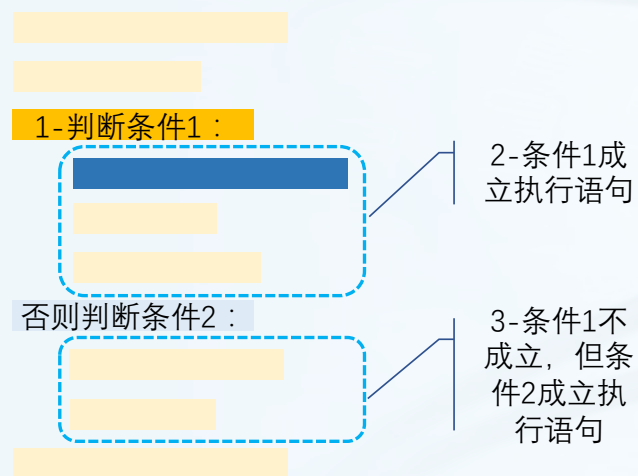 1-判断条件1：
2-条件1成
立执行语句
否则判断条件2：
3-条件1不
成立，但条
件2成立执
行语句